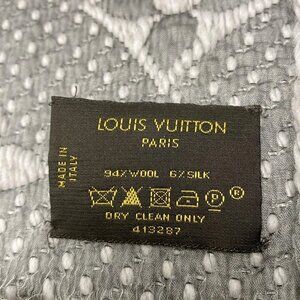 LOUIS VUITTON
PARIS
MADE IN
ITALY
94% WOOL 6% SILK
P ®
DRY CLEAN ONLY
413287